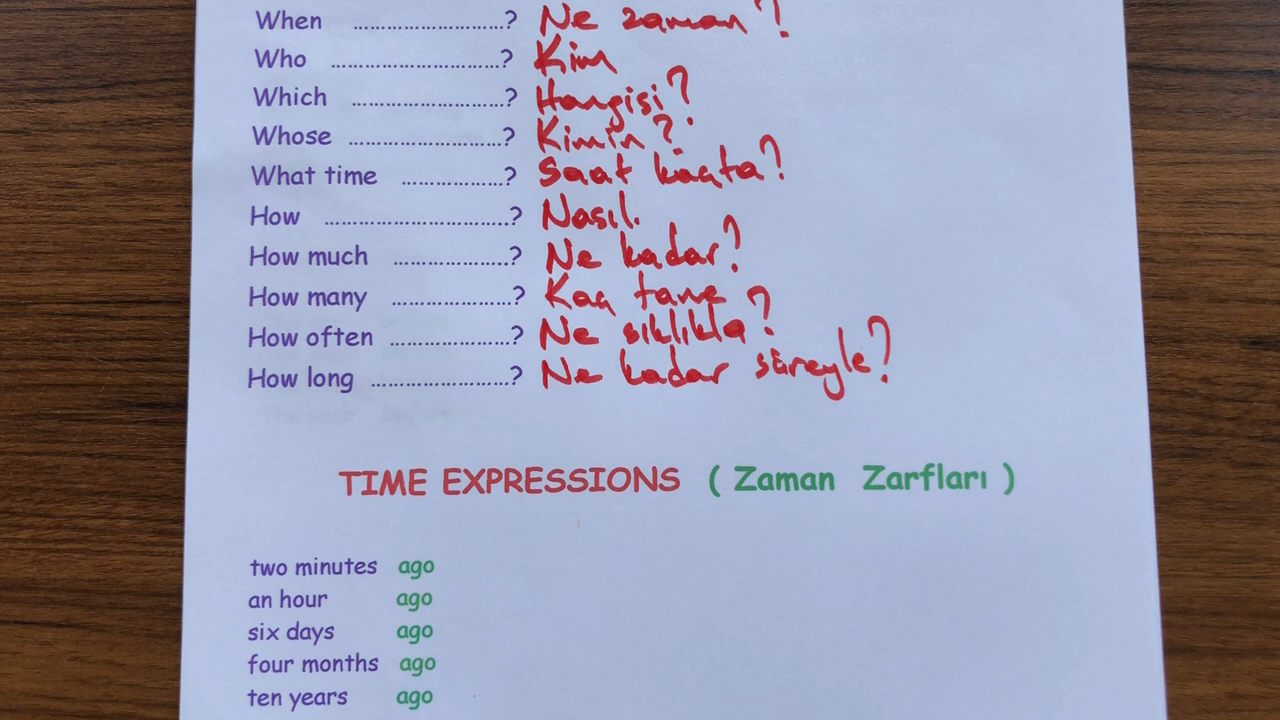 When ..............................? Ne zaman?
Who ..............................? Kim
Which ..............................? Hangisi?
Whose ..............................? Kimin?
What time ...................? Saat kaçta?
How ..................................? Nasıl.
How much .....................? Ne kadar?
How many ......................? Kaç tane?
How often ......................? Ne sıklıkla?
How long .........................? Ne kadar süreyle?
TIME EXPRESSIONS ( Zaman Zarfları )
two minutes ago
an hour ago
six days ago
four months ago
ten years ago